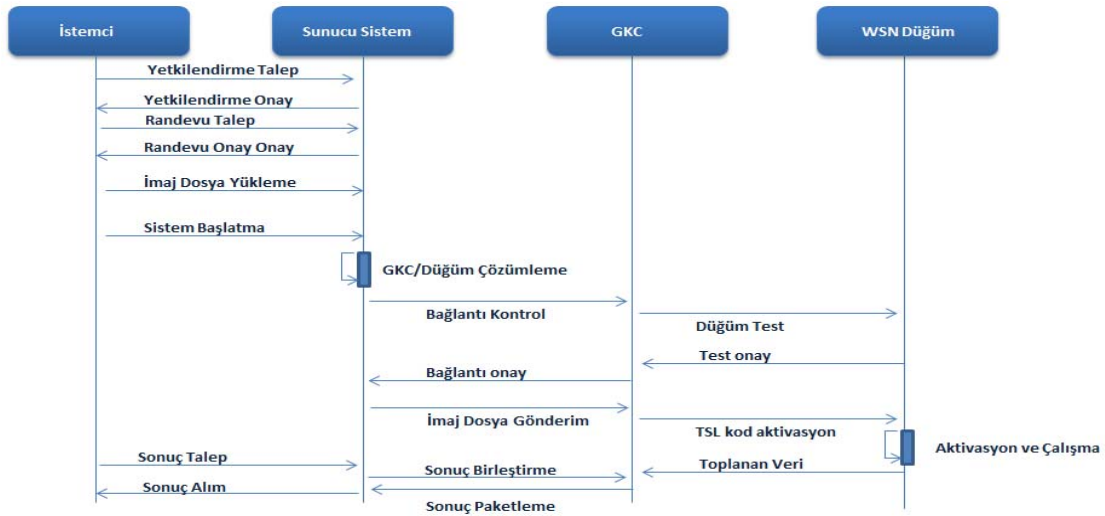 İstemci
Sunucu Sistem
GKC
WSN Düğüm
Yetkilendirme Talep
Yetkilendirme Onay
Randevu Talep
Randevu Onay Onay
İmaj Dosya Yükleme
Sistem Başlatma
GKC/Düğüm Çözümleme
Bağlantı Kontrol
Düğüm Test
Test onay
Bağlantı onay
İmaj Dosya Gönderim
TSL kod aktivasyon
Aktivasyon ve Çalışma
Sonuç Talep
Sonuç Birleştirme
Toplanan Veri
Sonuç Alım
Sonuç Paketleme